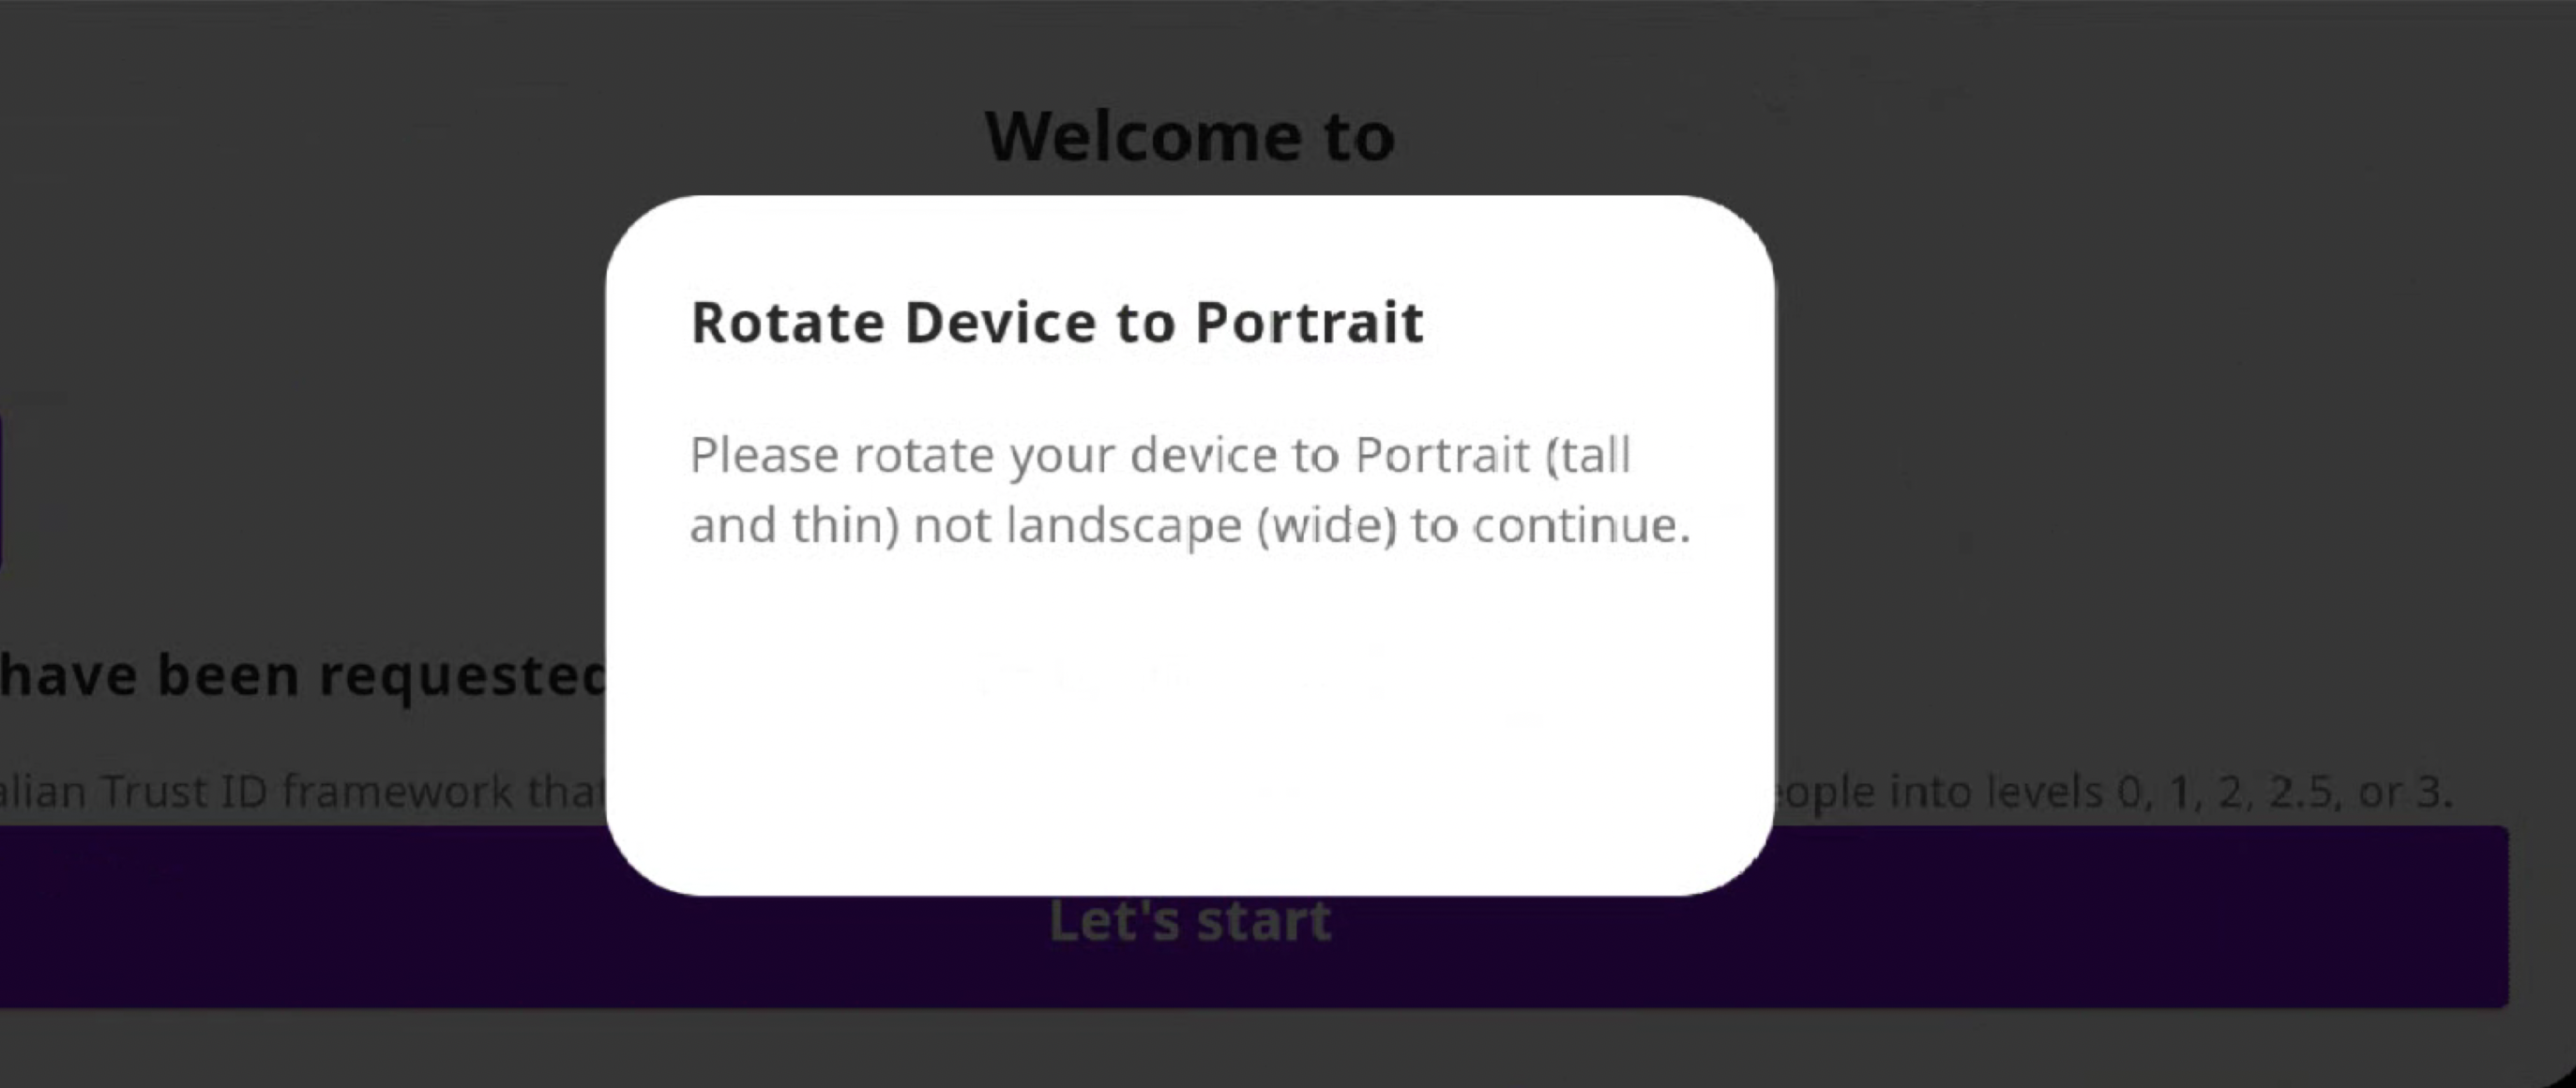 Welcome to
Rotate Device to Portrait
Please rotate your device to Portrait (tall
and thin) not landscape (wide) to continue.
have been requested
alian Trust ID framework that
eople into levels 0, 1, 2, 2.5, or 3.
Let's start